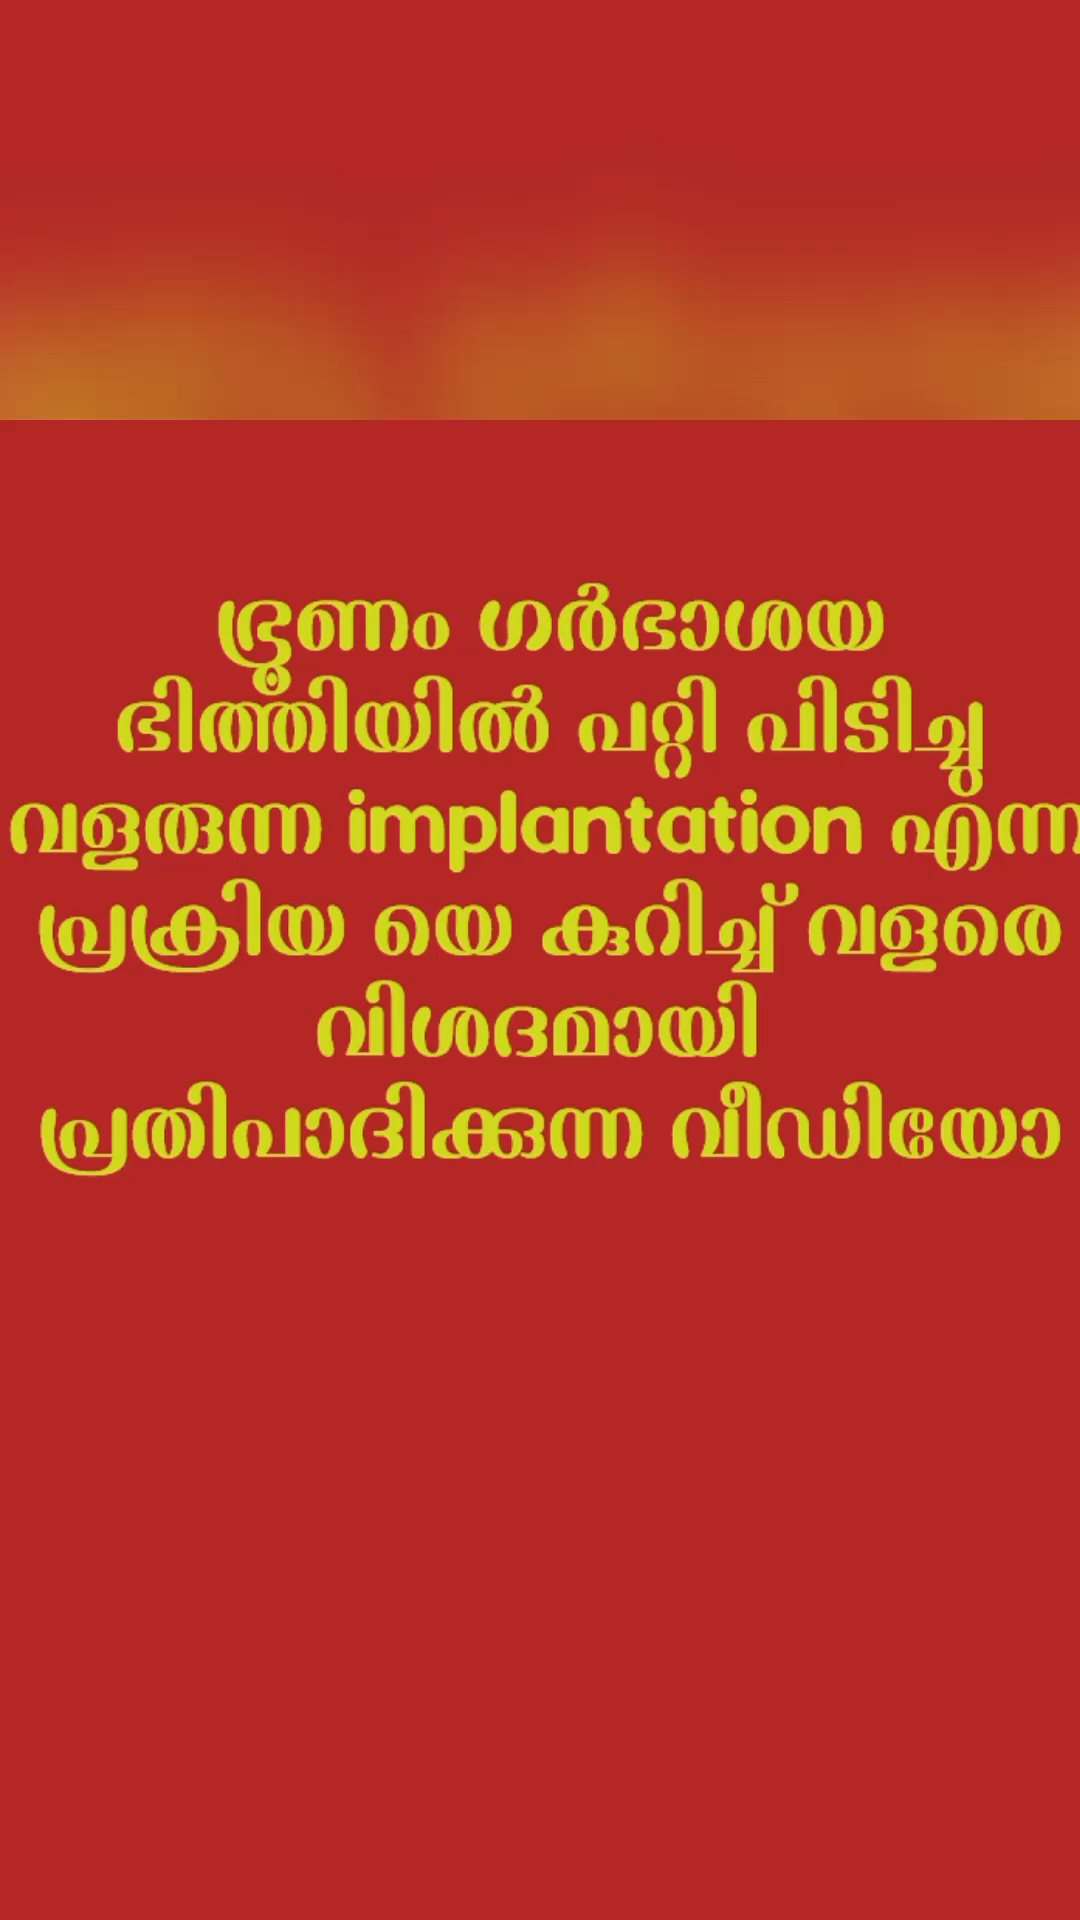 ഭ്രൂണം ഗർഭാശയ
ഭിത്തിയിൽ പറ്റി പിടിച്ചു
വളരുന്ന implantation എന്ന
പ്രക്രിയ യെ കുറിച്ച് വളരെ
വിശദമായി
പ്രതിപാദിക്കുന്ന വീഡിയോ